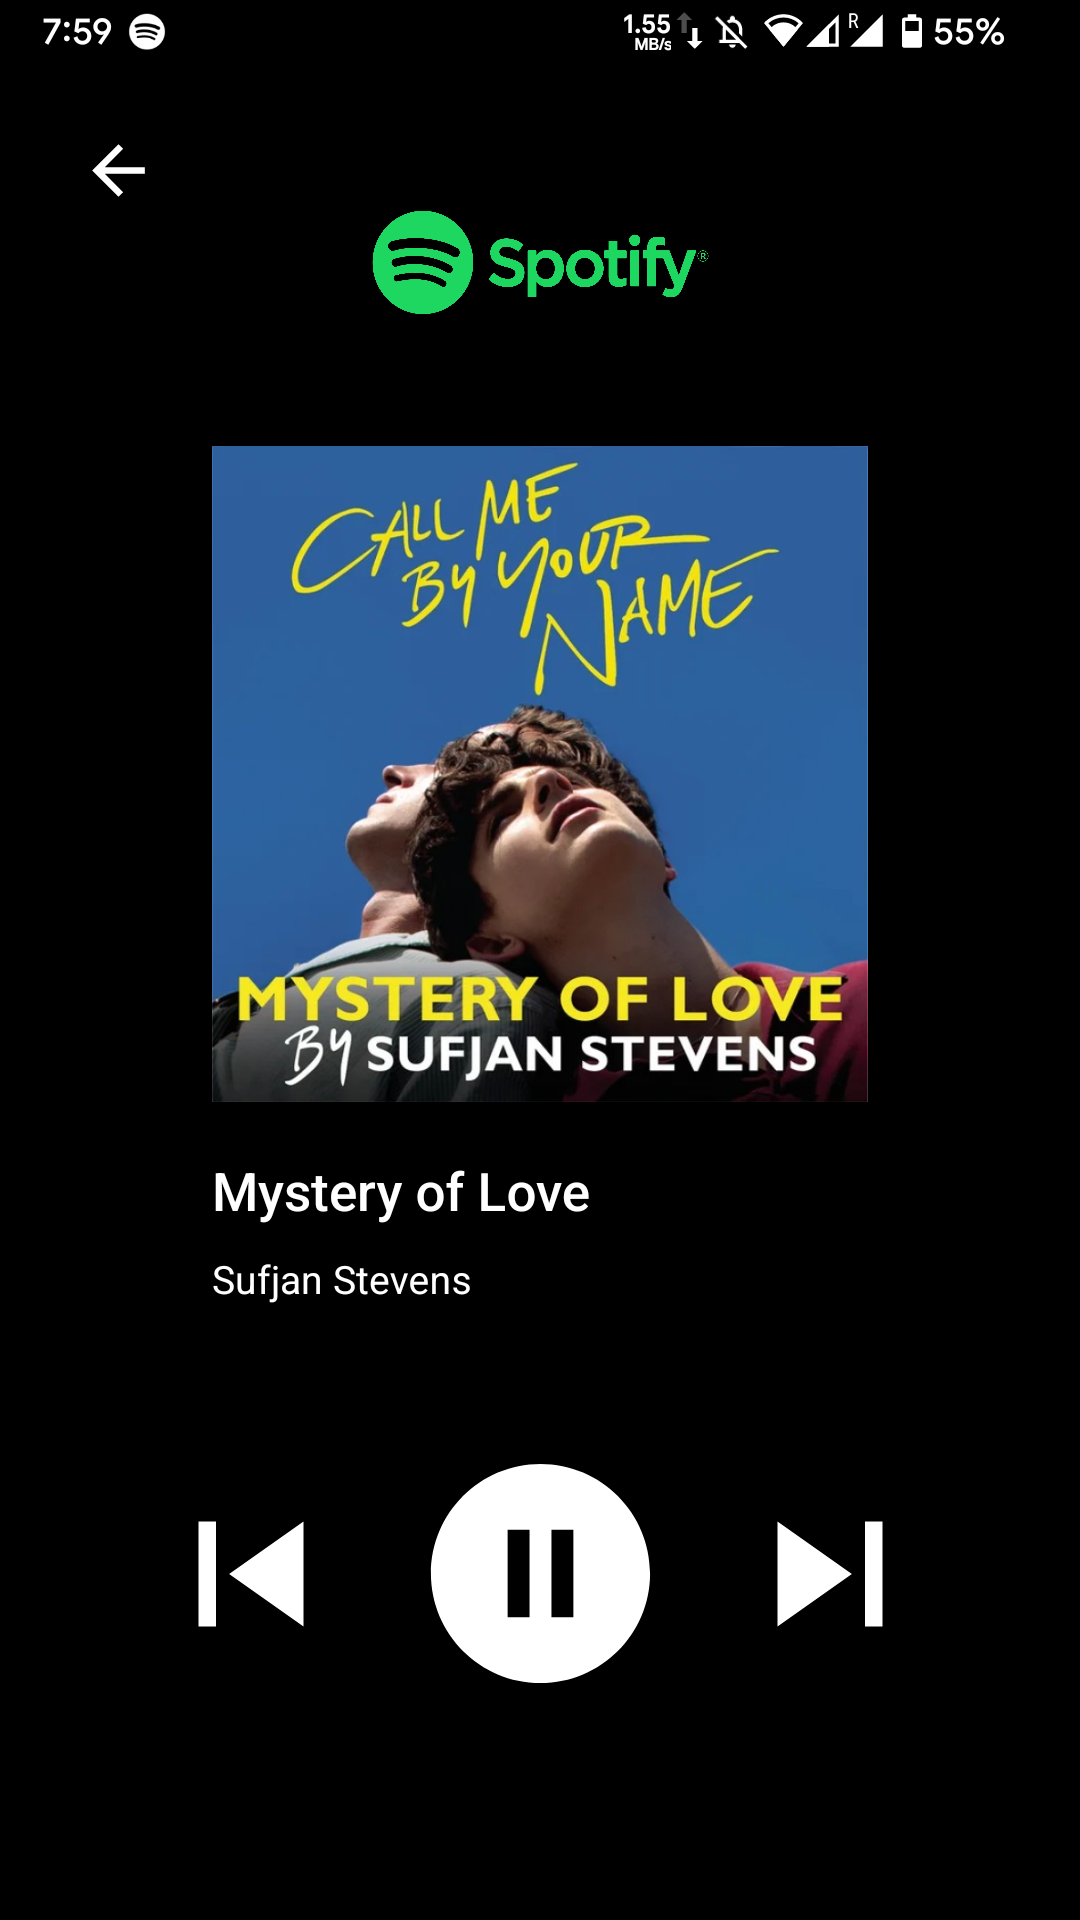 7:59 1.55 MB/s R 55%
Spotify®
CALL ME
BY YOUR
NAME
MYSTERY OF LOVE
BY SUFJAN STEVENS
Mystery of Love
Sufjan Stevens